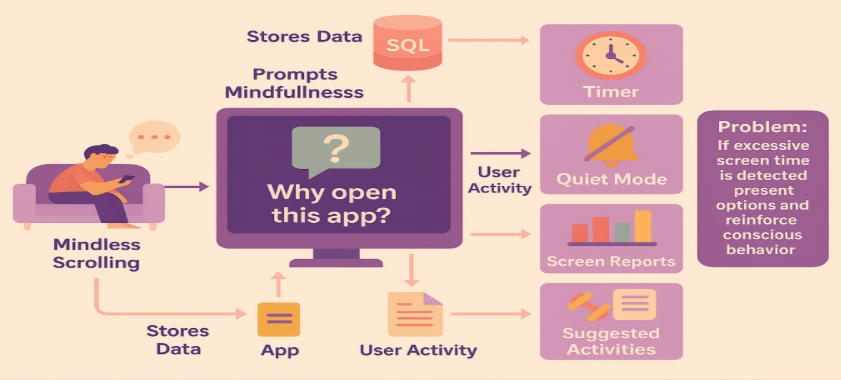 Stores Data
SQL
Prompts
Mindfullnesss
?
Why open
this app?
Mindless
Scrolling
Stores
Data
App
User Activity
User
Activity
Timer
Quiet Mode
Screen Reports
Suggested
Activities
Problem:
If excessive
screen time
is detected
present
options and
reinforce
conscious
behavior